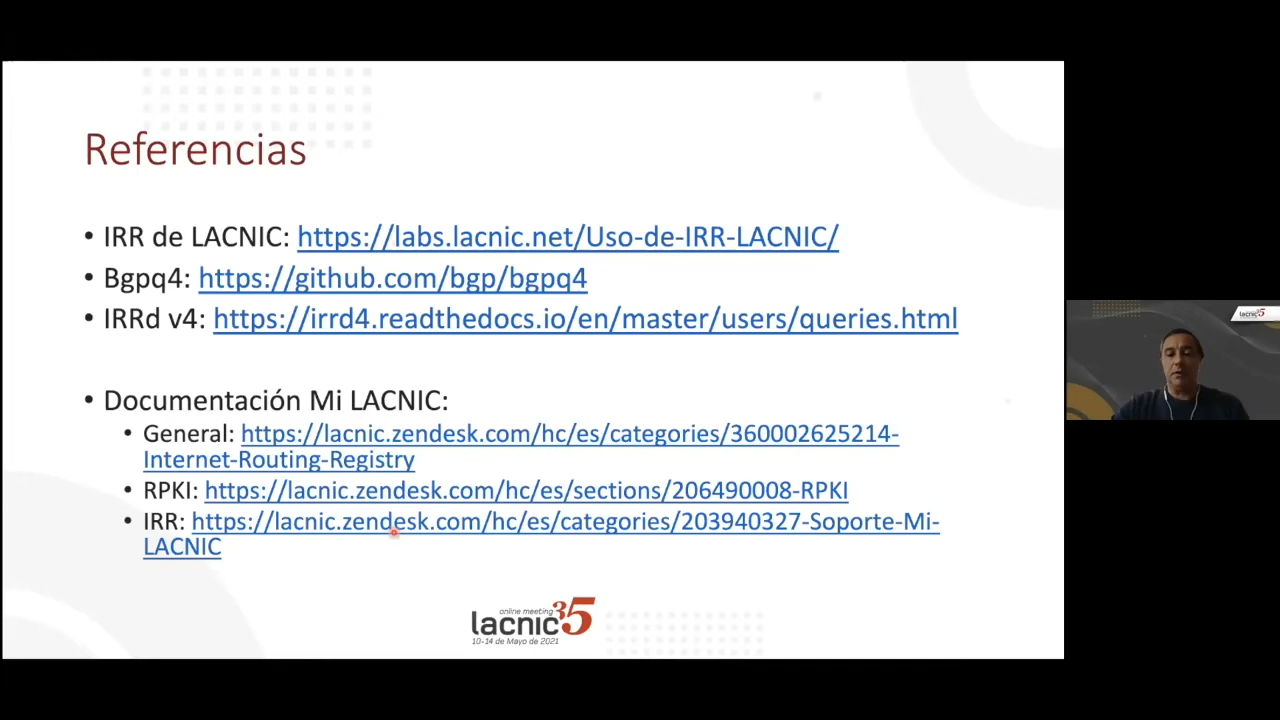 Referencias
• IRR de LACNIC: https://labs.lacnic.net/Uso-de-IRR-LACNIC/
• Bgpq4: https://github.com/bgp/bgpq4
• IRRd v4: https://irrd4.readthedocs.io/en/master/users/queries.html
• Documentación Mi LACNIC:
• General: https://lacnic.zendesk.com/hc/es/categories/360002625214-
Internet-Routing-Registry
• RPKI: https://lacnic.zendesk.com/hc/es/sections/206490008-RPKI
• IRR: https://lacnic.zendesk.com/hc/es/categories/203940327-Soporte-Mi-
LACNIC
online meeting
lacnic35
10-14 de Mayo de 2021
lacnic35